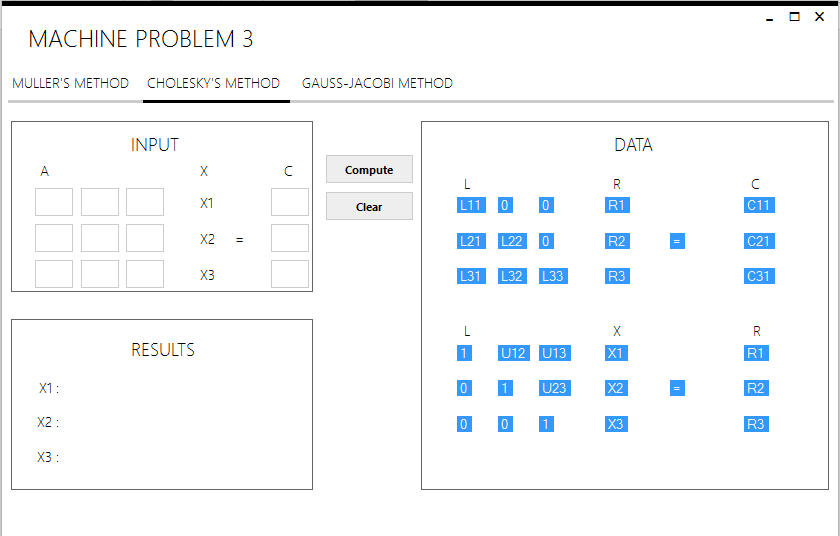 MACHINE PROBLEM 3
MULLER'S METHOD CHOLESKY'S METHOD GAUSS-JACOBI METHOD
INPUT
A X C
X1
X2 =
X3
Compute
Clear
RESULTS
X1 :
X2 :
X3 :
DATA
L R C
L11 0 0 R1 C11
L21 L22 0 R2 = C21
L31 L32 L33 R3 C31
L X R
1 U12 U13 X1 R1
0 1 U23 X2 = R2
0 0 1 X3 R3